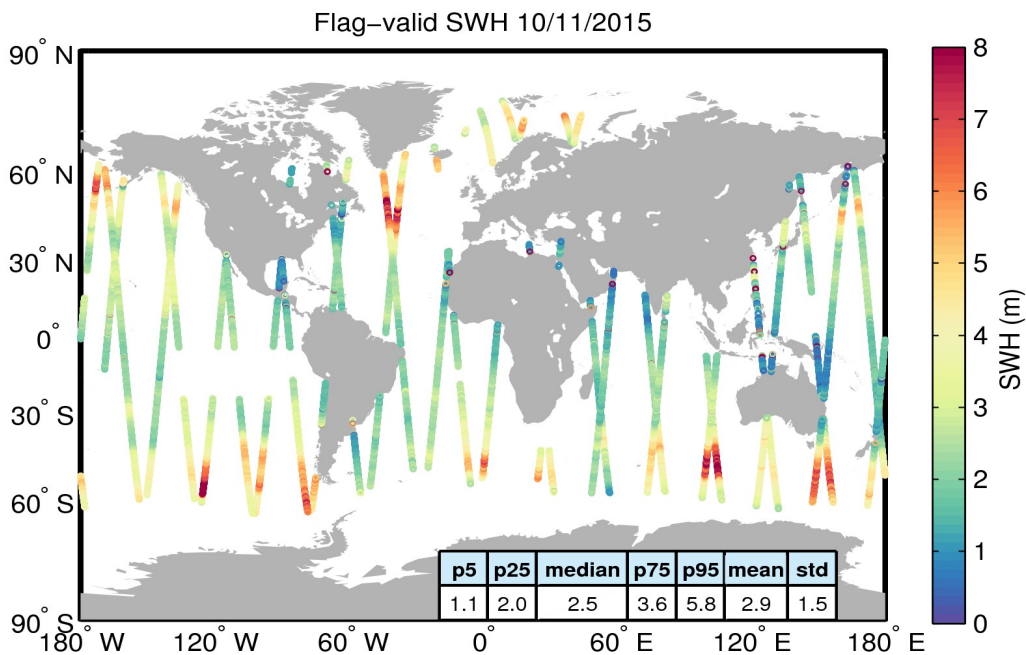 Flag−valid SWH 10/11/2015
90° N
60° N
30° N
0°
30° S
60° S
90° S
180° W
120° W
60° W
0°
60° E
120° E
180° E
p5 p25 median p75 p95 mean std
1.1 2.0 2.5 3.6 5.8 2.9 1.5
8
7
6
5
4
3
2
1
0
SWH (m)